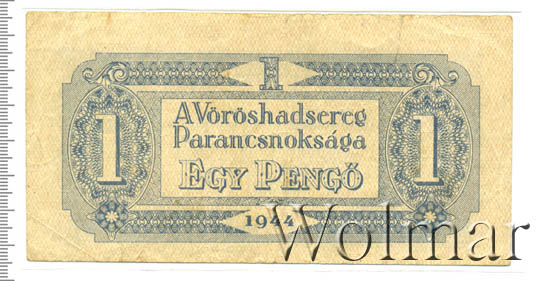 1
A Vöröshadsereg
Parancsnoksága
EGY PENGŐ
1 1
1944
Wolmar